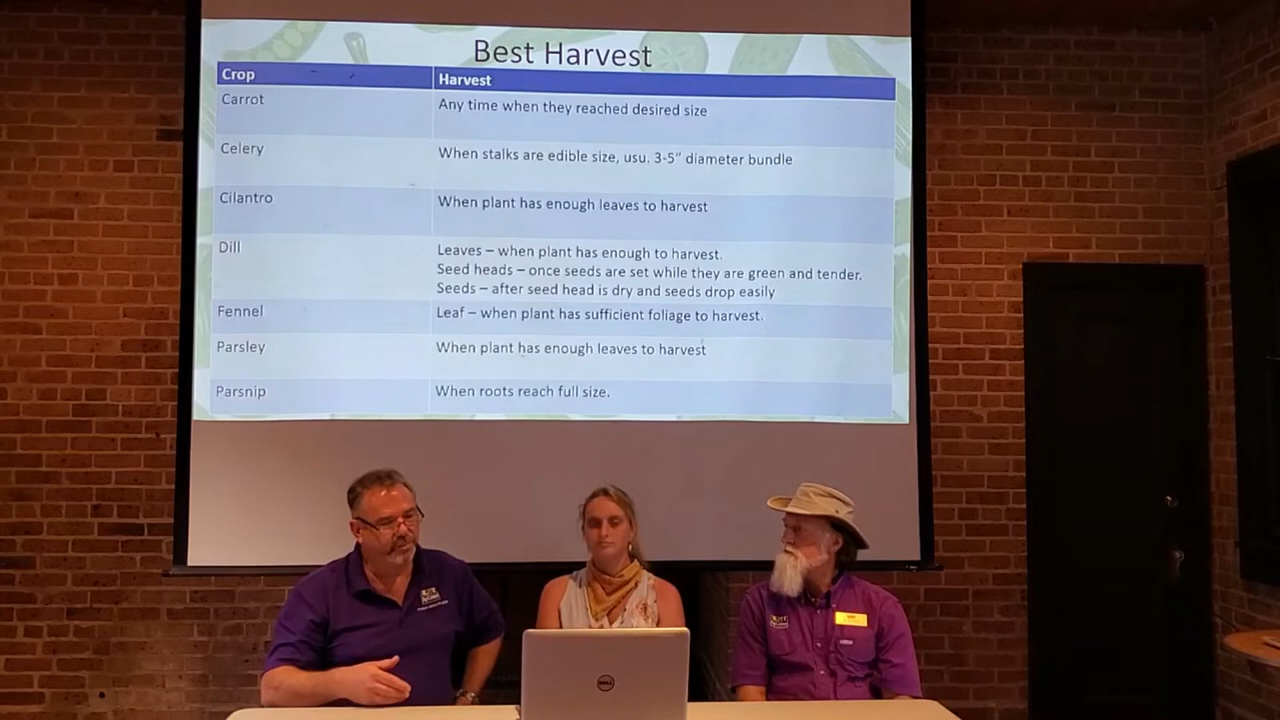 Best Harvest
Crop Harvest
Carrot Any time when they reached desired size
Celery When stalks are edible size, usu. 3-5" diameter bundle
Cilantro When plant has enough leaves to harvest
Dill Leaves – when plant has enough to harvest.
Seed heads – once seeds are set while they are green and tender.
Seeds – after seed head is dry and seeds drop easily
Fennel Leaf – when plant has sufficient foliage to harvest.
Parsley When plant has enough leaves to harvest
Parsnip When roots reach full size.
DELL